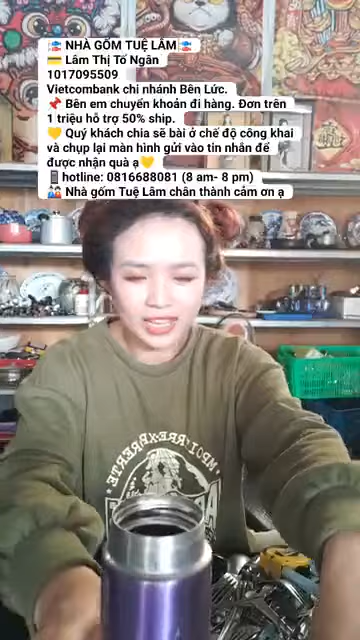 NHÀ GỐM TUỆ LÂM
Lâm Thị Tố Ngân
1017095509
Vietcombank chi nhánh Bên Lức.
Bên em chuyển khoản đi hàng. Đơn trên
1 triệu hỗ trợ 50% ship.
Quý khách chia sẽ bài ở chế độ công khai
và chụp lại màn hình gửi vào tin nhắn để
được nhận quà ạ
hotline: 0816688081 (8 am- 8 pm)
Nhà gốm Tuệ Lâm chân thành cảm ơn ạ